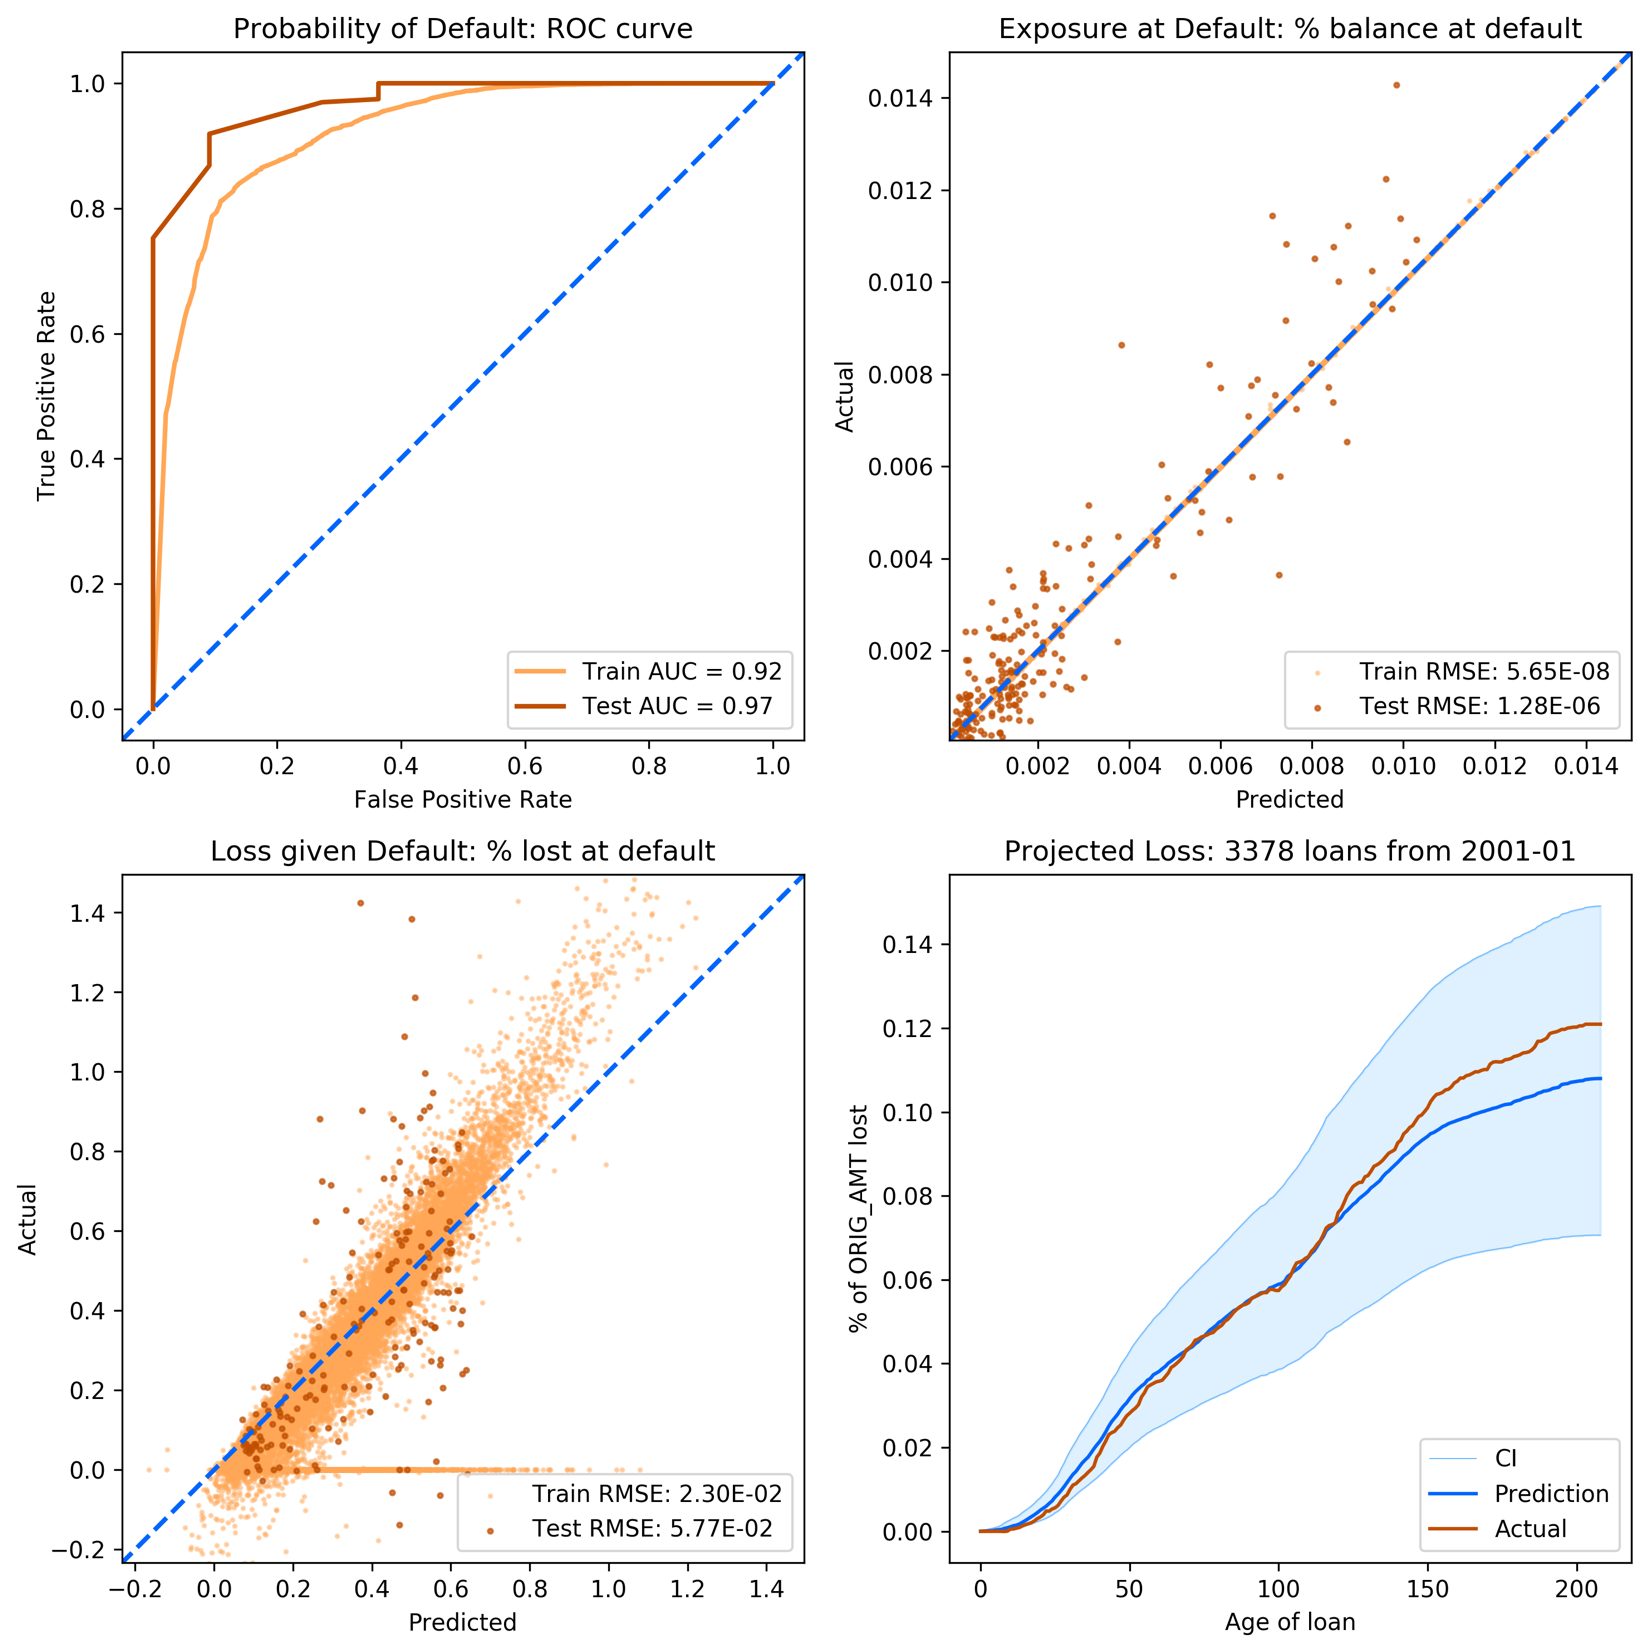 Probability of Default: ROC curve
True Positive Rate
1.0
0.8
0.6
0.4
0.2
0.0
Train AUC = 0.92
Test AUC = 0.97
0.0 0.2 0.4 0.6 0.8 1.0
False Positive Rate
Exposure at Default: % balance at default
Actual
0.014
0.012
0.010
0.008
0.006
0.004
0.002
Train RMSE: 5.65E-08
Test RMSE: 1.28E-06
0.002 0.004 0.006 0.008 0.010 0.012 0.014
Predicted
Loss given Default: % lost at default
Actual
1.4
1.2
1.0
0.8
0.6
0.4
0.2
0.0
−0.2
Train RMSE: 2.30E-02
Test RMSE: 5.77E-02
−0.2 0.0 0.2 0.4 0.6 0.8 1.0 1.2 1.4
Predicted
Projected Loss: 3378 loans from 2001-01
% of ORIG_AMT lost
0.14
0.12
0.10
0.08
0.06
0.04
0.02
0.00
CI
Prediction
Actual
0 50 100 150 200
Age of loan